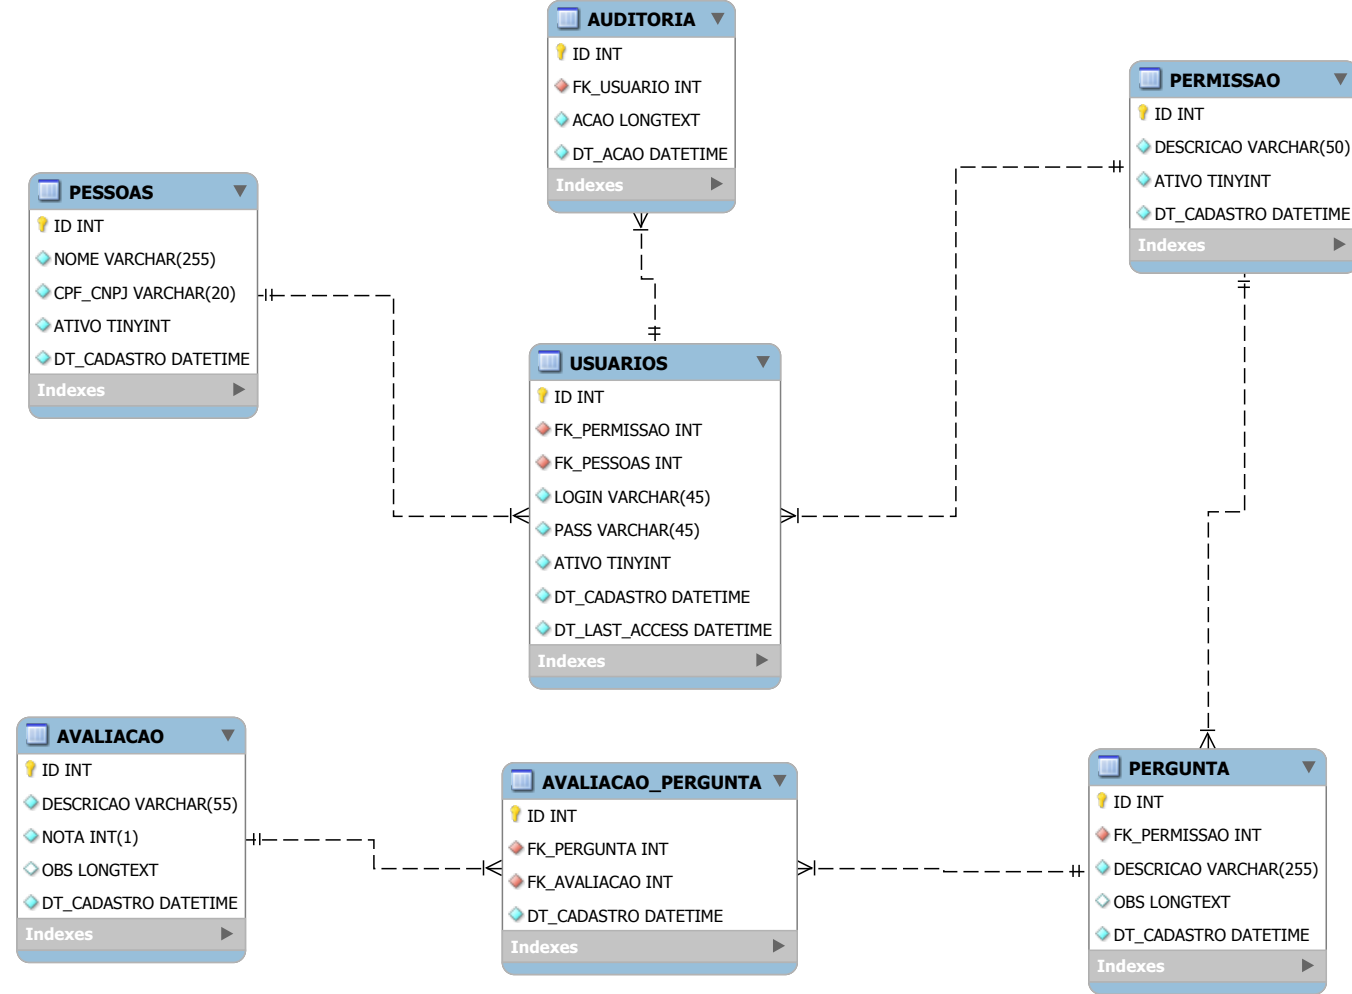 AUDITORIA
ID INT
FK_USUARIO INT
ACAO LONGTEXT
DT_ACAO DATETIME
Indexes
PERMISSAO
ID INT
DESCRICAO VARCHAR(50)
ATIVO TINYINT
DT_CADASTRO DATETIME
Indexes
PESSOAS
ID INT
NOME VARCHAR(255)
CPF_CNPJ VARCHAR(20)
ATIVO TINYINT
DT_CADASTRO DATETIME
Indexes
USUARIOS
ID INT
FK_PERMISSAO INT
FK_PESSOAS INT
LOGIN VARCHAR(45)
PASS VARCHAR(45)
ATIVO TINYINT
DT_CADASTRO DATETIME
DT_LAST_ACCESS DATETIME
Indexes
AVALIACAO
ID INT
DESCRICAO VARCHAR(55)
NOTA INT(1)
OBS LONGTEXT
DT_CADASTRO DATETIME
Indexes
AVALIACAO_PERGUNTA
ID INT
FK_PERGUNTA INT
FK_AVALIACAO INT
DT_CADASTRO DATETIME
Indexes
PERGUNTA
ID INT
FK_PERMISSAO INT
DESCRICAO VARCHAR(255)
OBS LONGTEXT
DT_CADASTRO DATETIME
Indexes